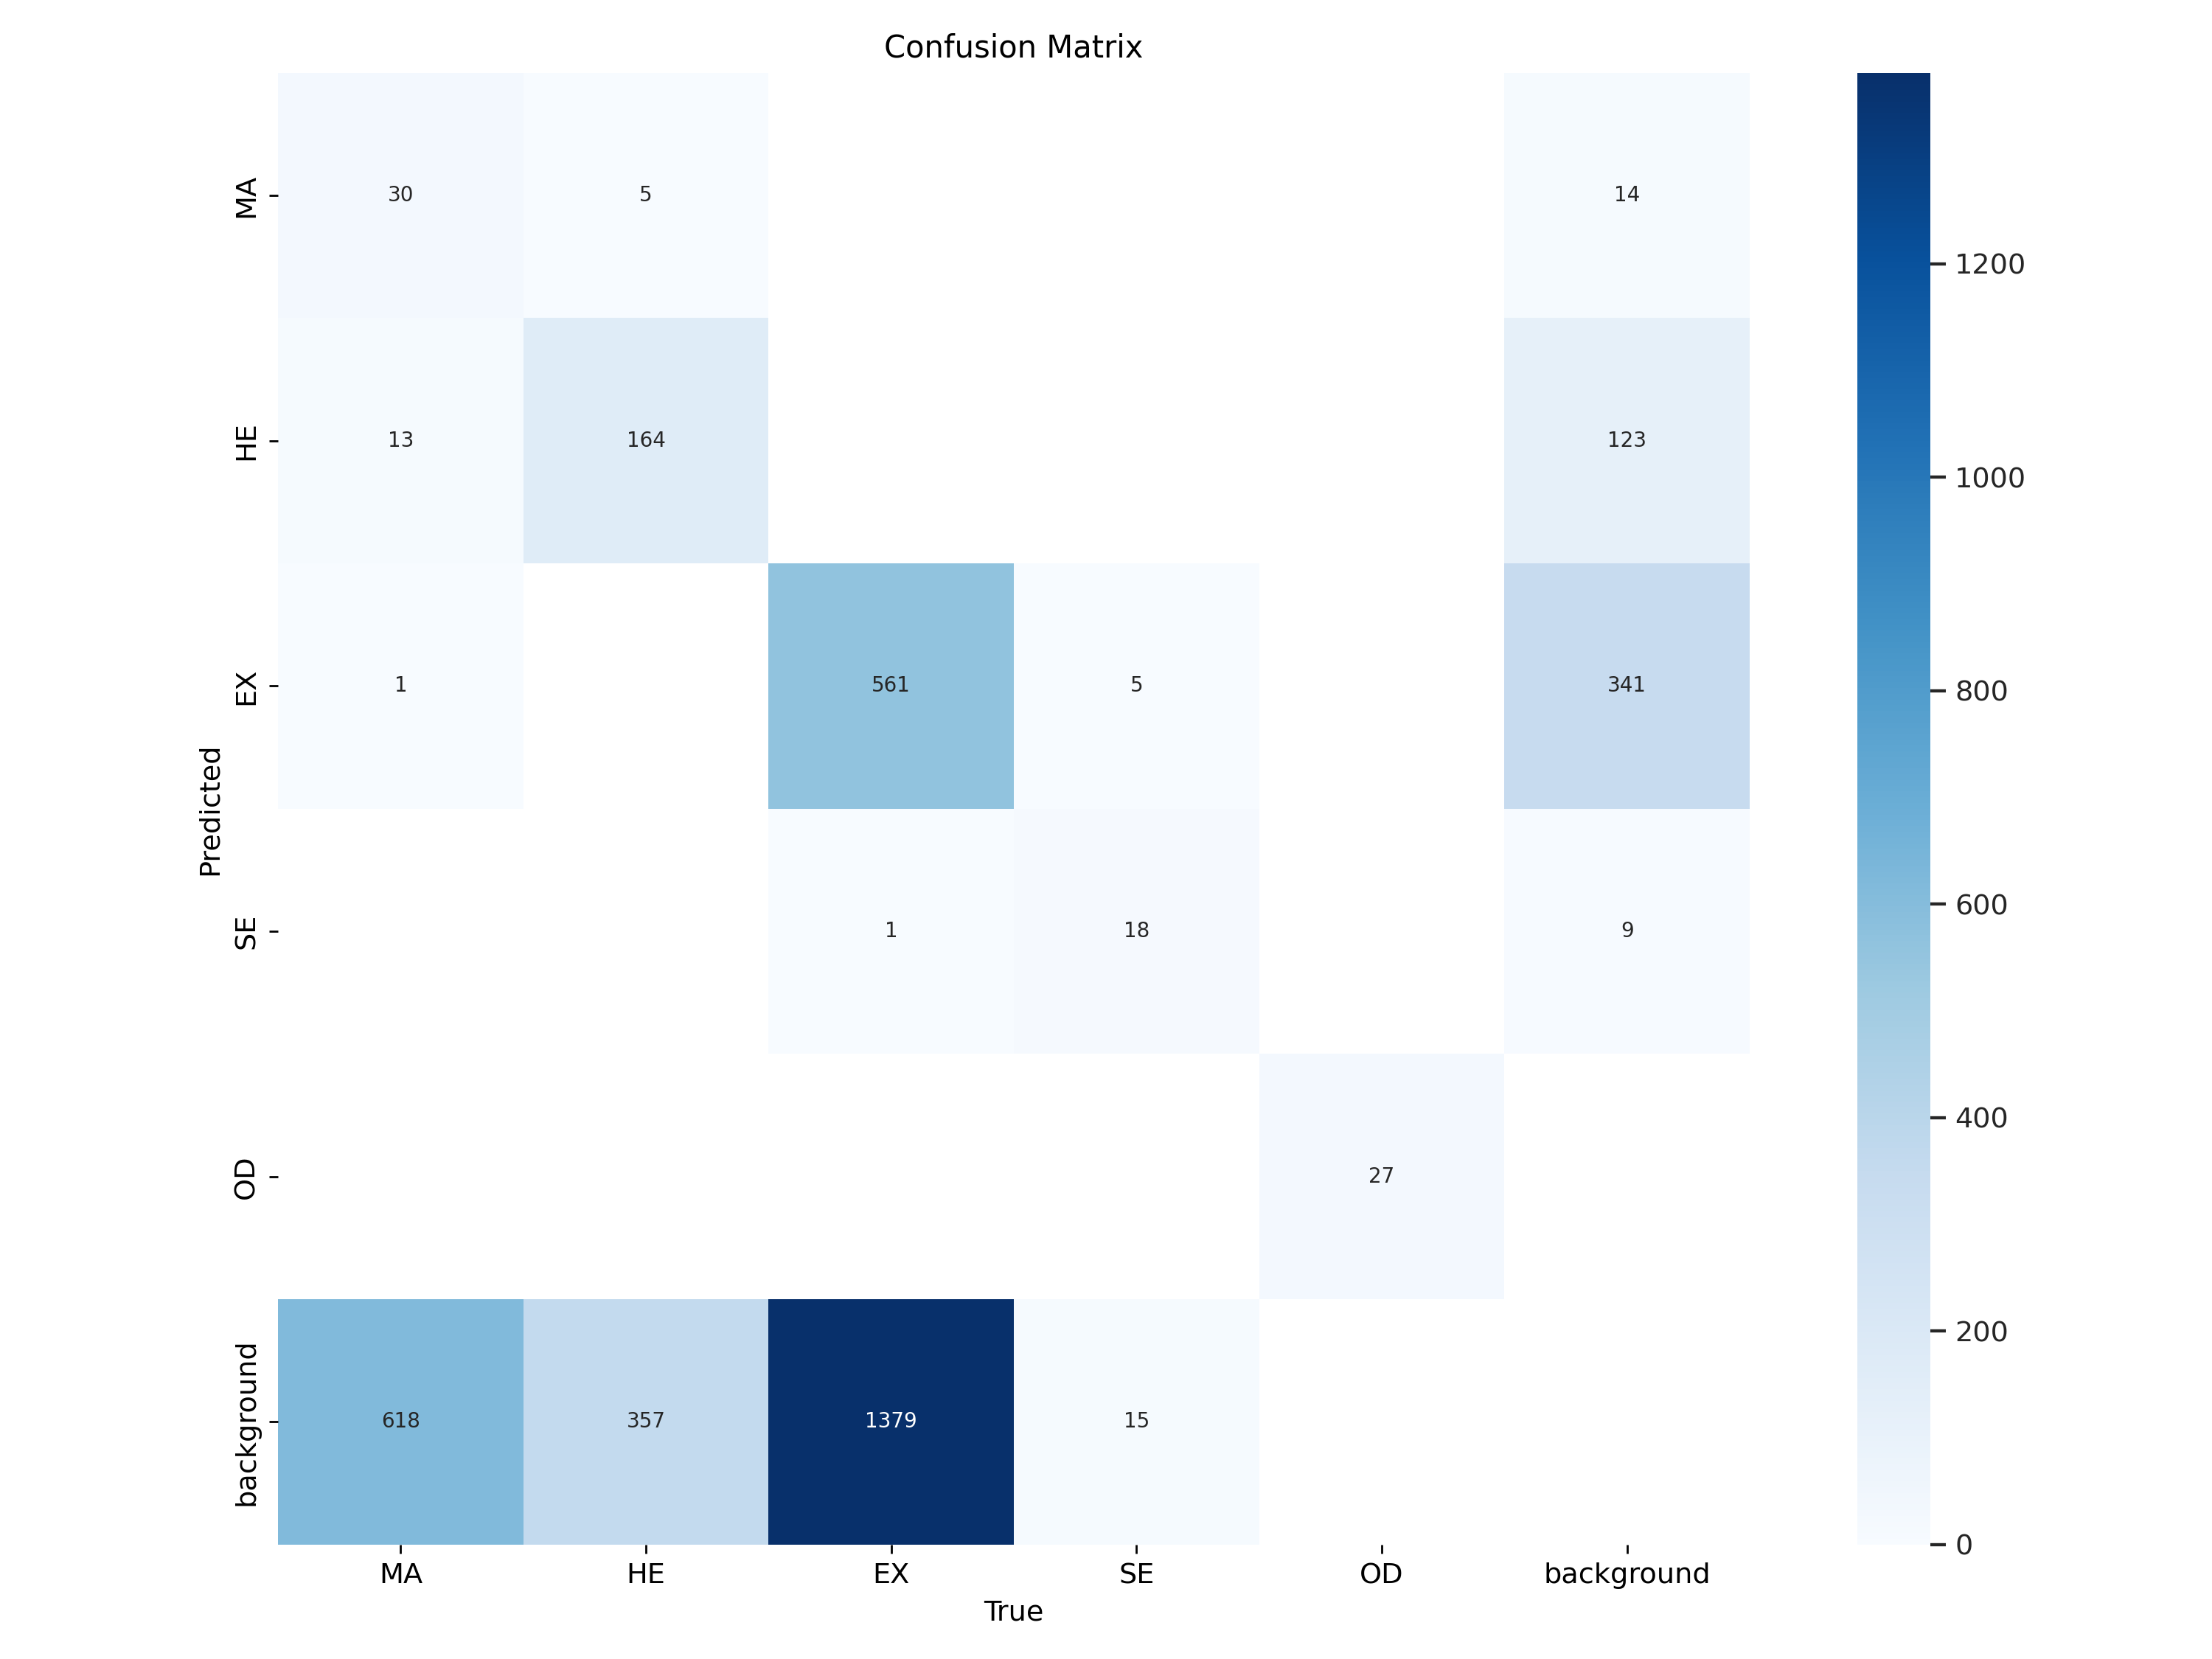 Confusion Matrix
MA 30 5 14
HE 13 164 123
EX 1 561 5 341
SE 1 18 9
OD 27
background 618 357 1379 15
MA HE EX SE OD background
True
Predicted
1200
1000
800
600
400
200
0